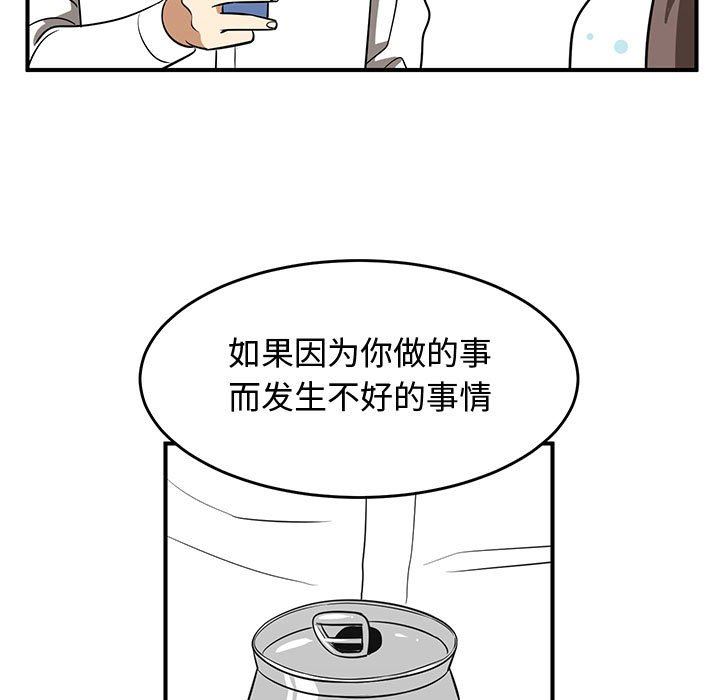 如果因为你做的事
而发生不好的事情